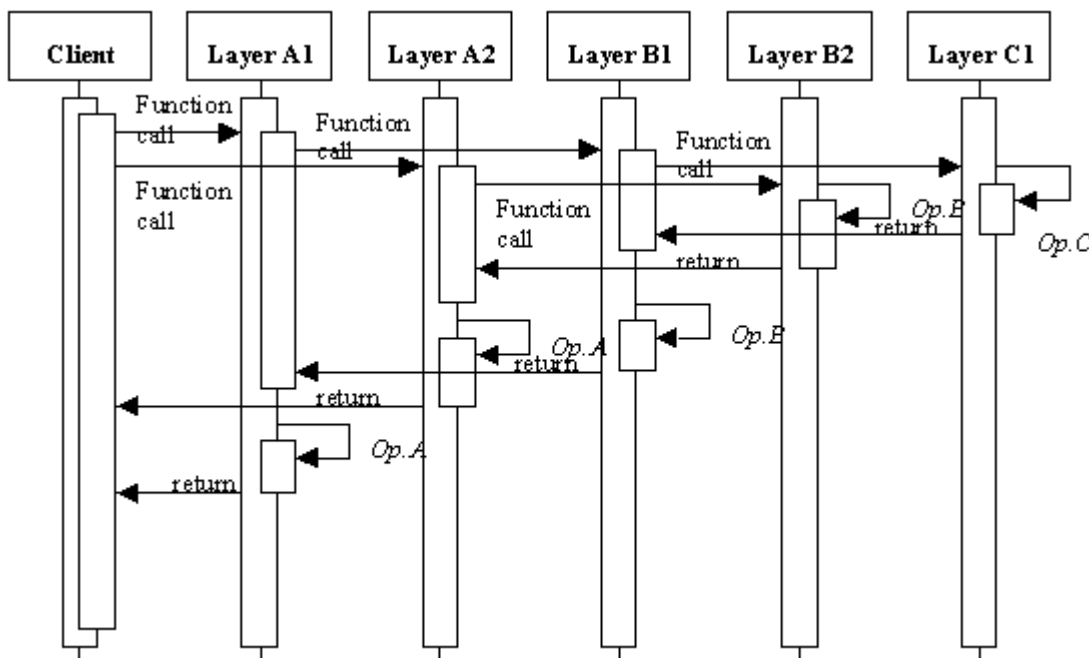 Client
Layer A1
Layer A2
Layer B1
Layer B2
Layer C1
Function
call
Function
call
Function
call
Function
call
Function
call
Op.B
return
Op.C
return
Op.B
Op.A
return
return
Op.A
return